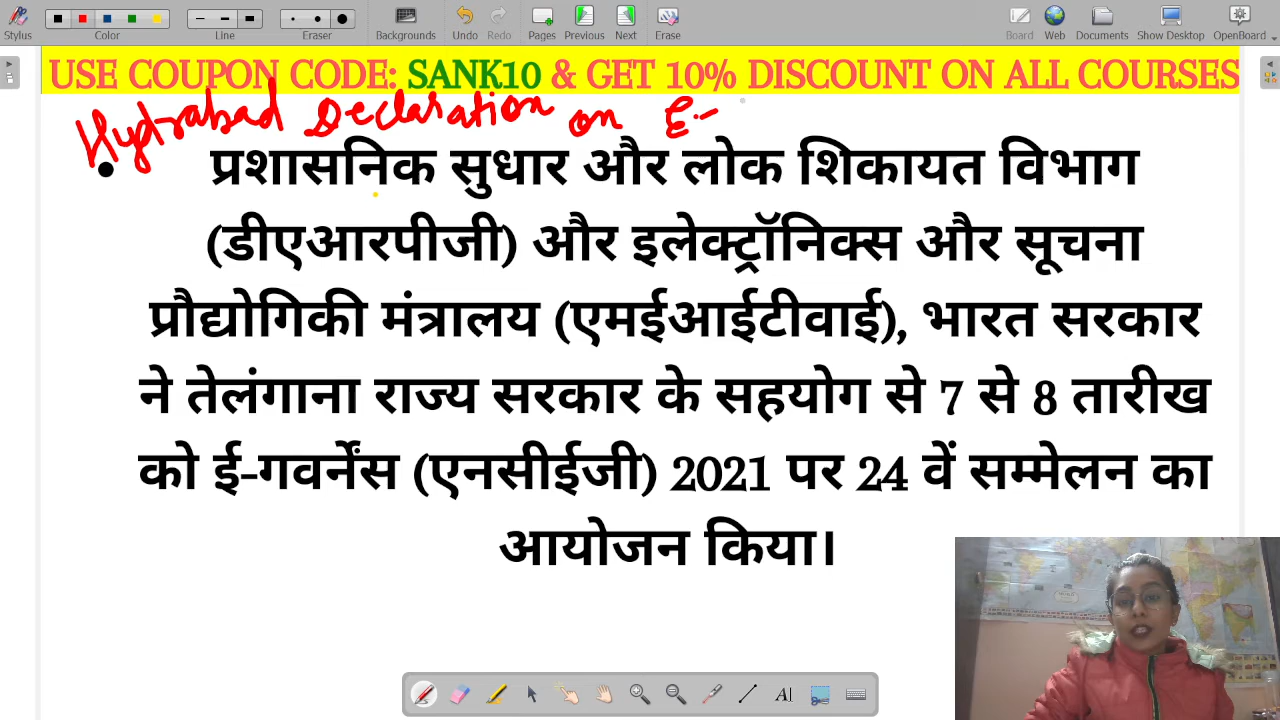 Stylus Color Line Eraser Backgrounds Undo Redo Pages Previous Next Erase Board Web Documents Show Desktop OpenBoard
USE COUPON CODE: SANK10 & GET 10% DISCOUNT ON ALL COURSES
Hydrabad Declaration on E-
• प्रशासनिक सुधार और लोक शिकायत विभाग
(डीएआरपीजी) और इलेक्ट्रॉनिक्स और सूचना
प्रौद्योगिकी मंत्रालय (एमईआईटीवाई), भारत सरकार
ने तेलंगाना राज्य सरकार के सहयोग से 7 से 8 तारीख
को ई-गवर्नेंस (एनसीईजी) 2021 पर 24 वें सम्मेलन का
आयोजन किया।